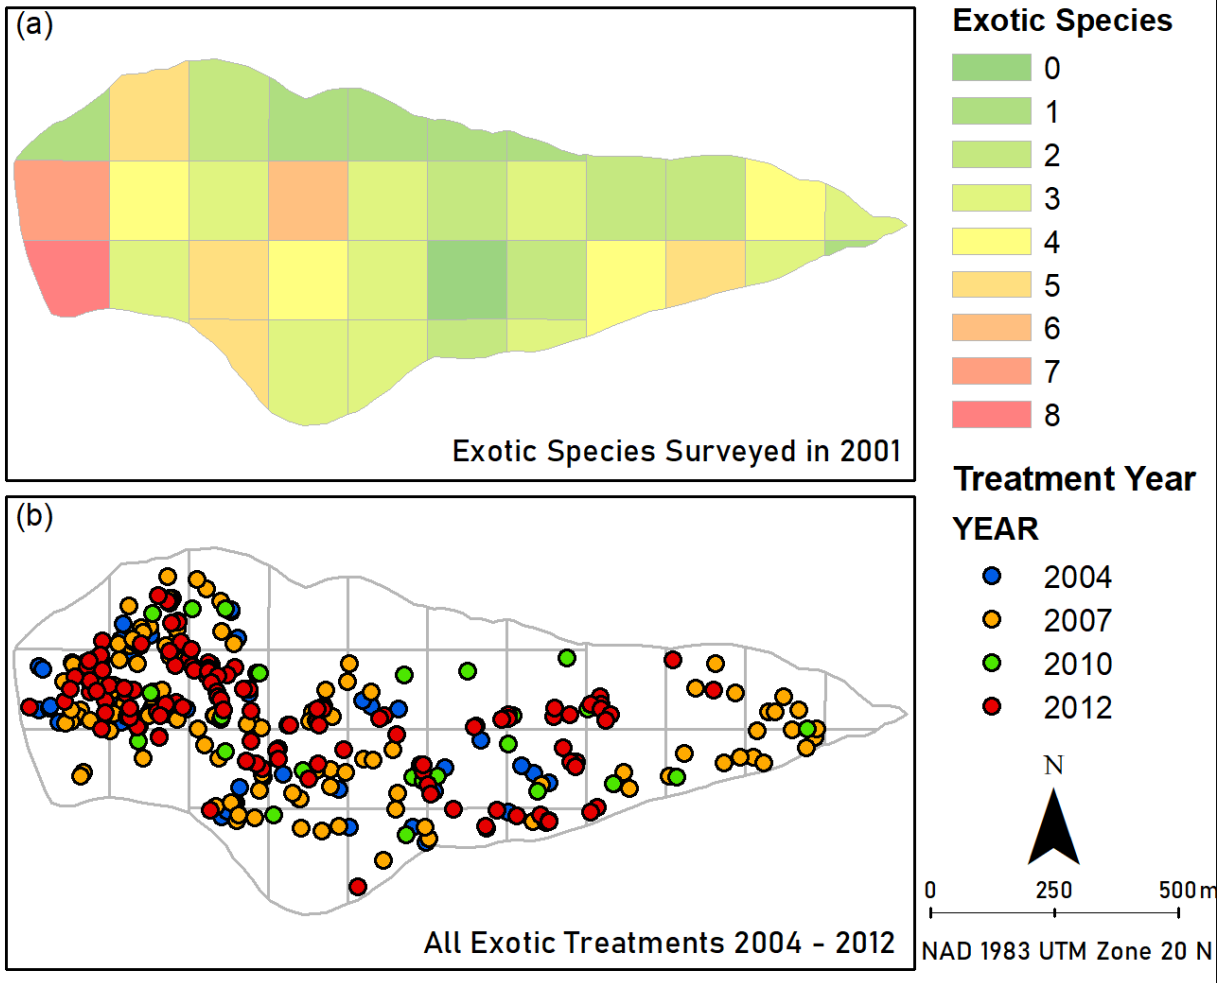 (a)
Exotic Species Surveyed in 2001
(b)
All Exotic Treatments 2004 - 2012
Exotic Species
0
1
2
3
4
5
6
7
8
Treatment Year
YEAR
2004
2007
2010
2012
N
0 250 500m
NAD 1983 UTM Zone 20 N